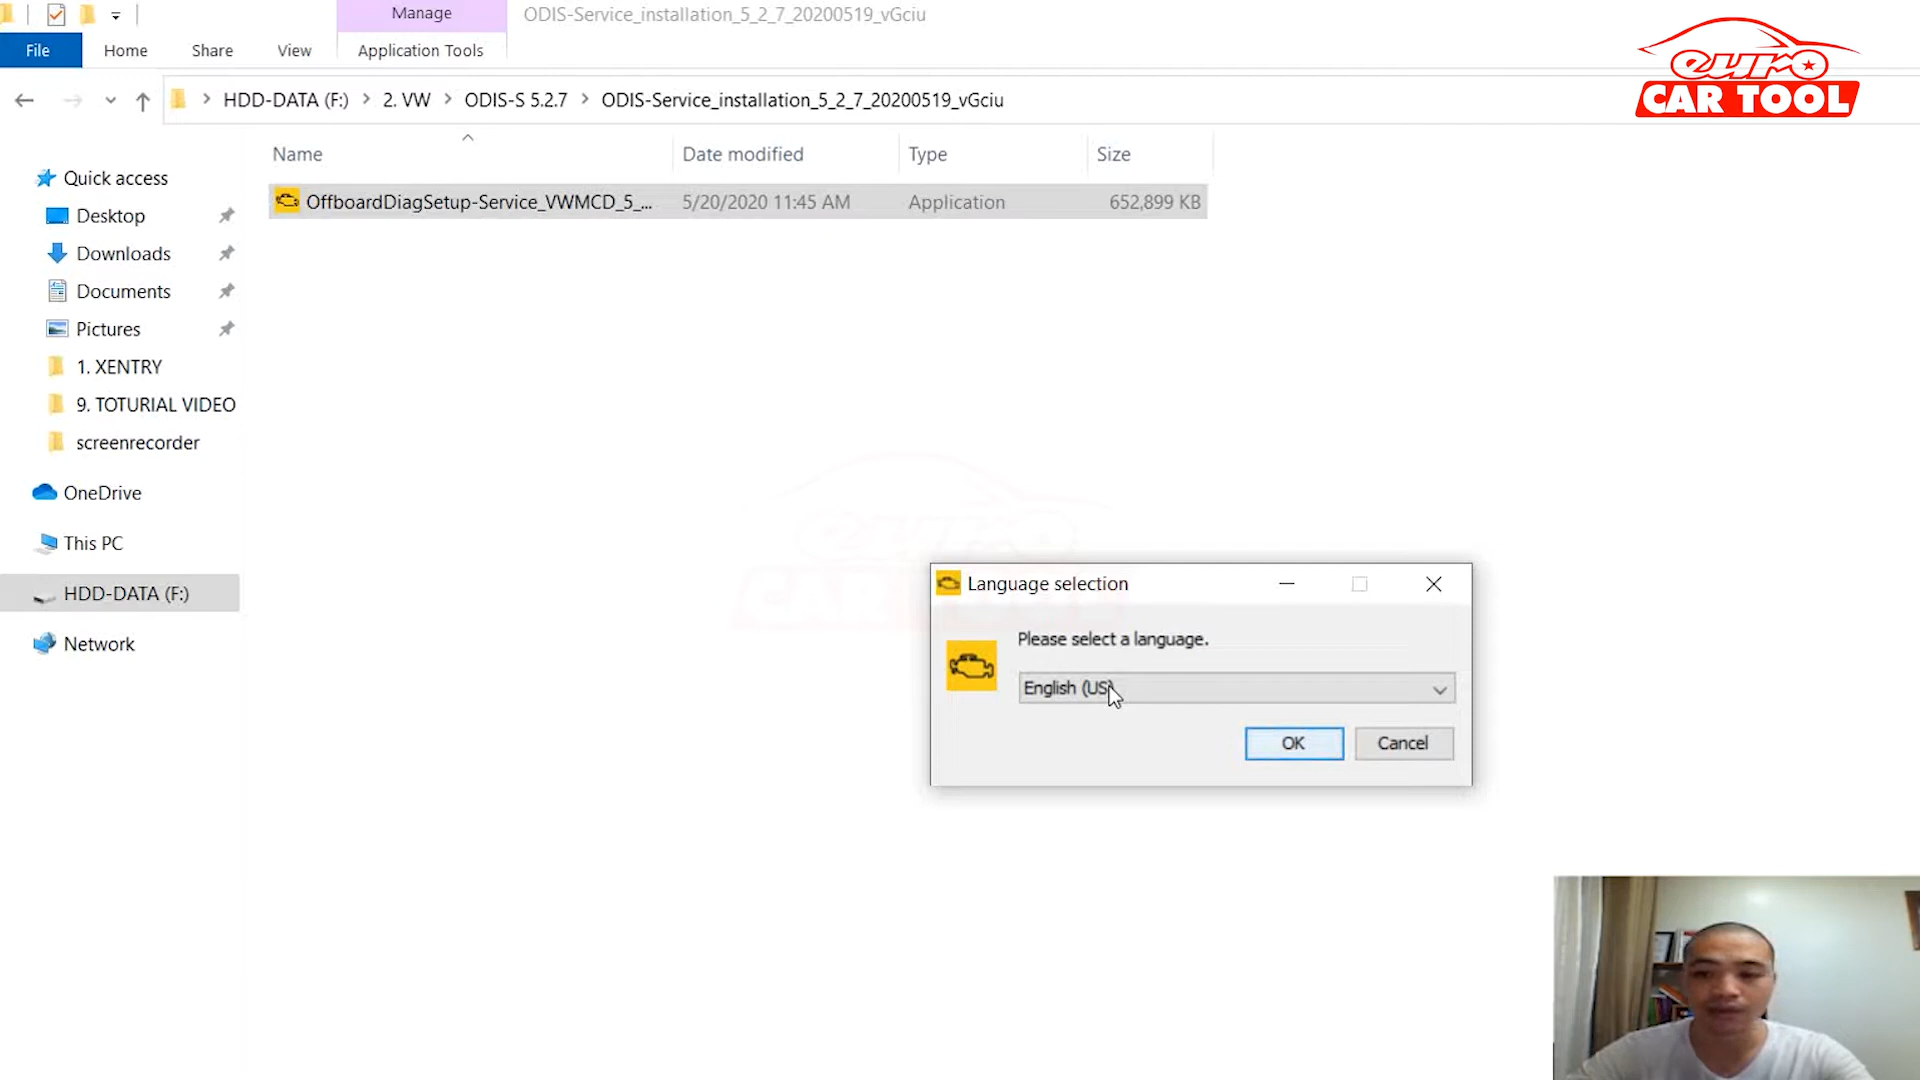 Manage
ODIS-Service_installation_5_2_7_20200519_vGciu
File
Home
Share
View
Application Tools
HDD-DATA (F:)
2. VW
ODIS-S 5.2.7
ODIS-Service_installation_5_2_7_20200519_vGciu
euro
CAR TOOL
Name
Date modified
Type
Size
OffboardDiagSetup-Service_VWMCD_5_...
5/20/2020 11:45 AM
Application
652,899 KB
Quick access
Desktop
Downloads
Documents
Pictures
1. XENTRY
9. TOTURIAL VIDEO
screenrecorder
OneDrive
This PC
HDD-DATA (F:)
Network
euro
CAR TOOL
Language selection
Please select a language.
English (US)
OK
Cancel